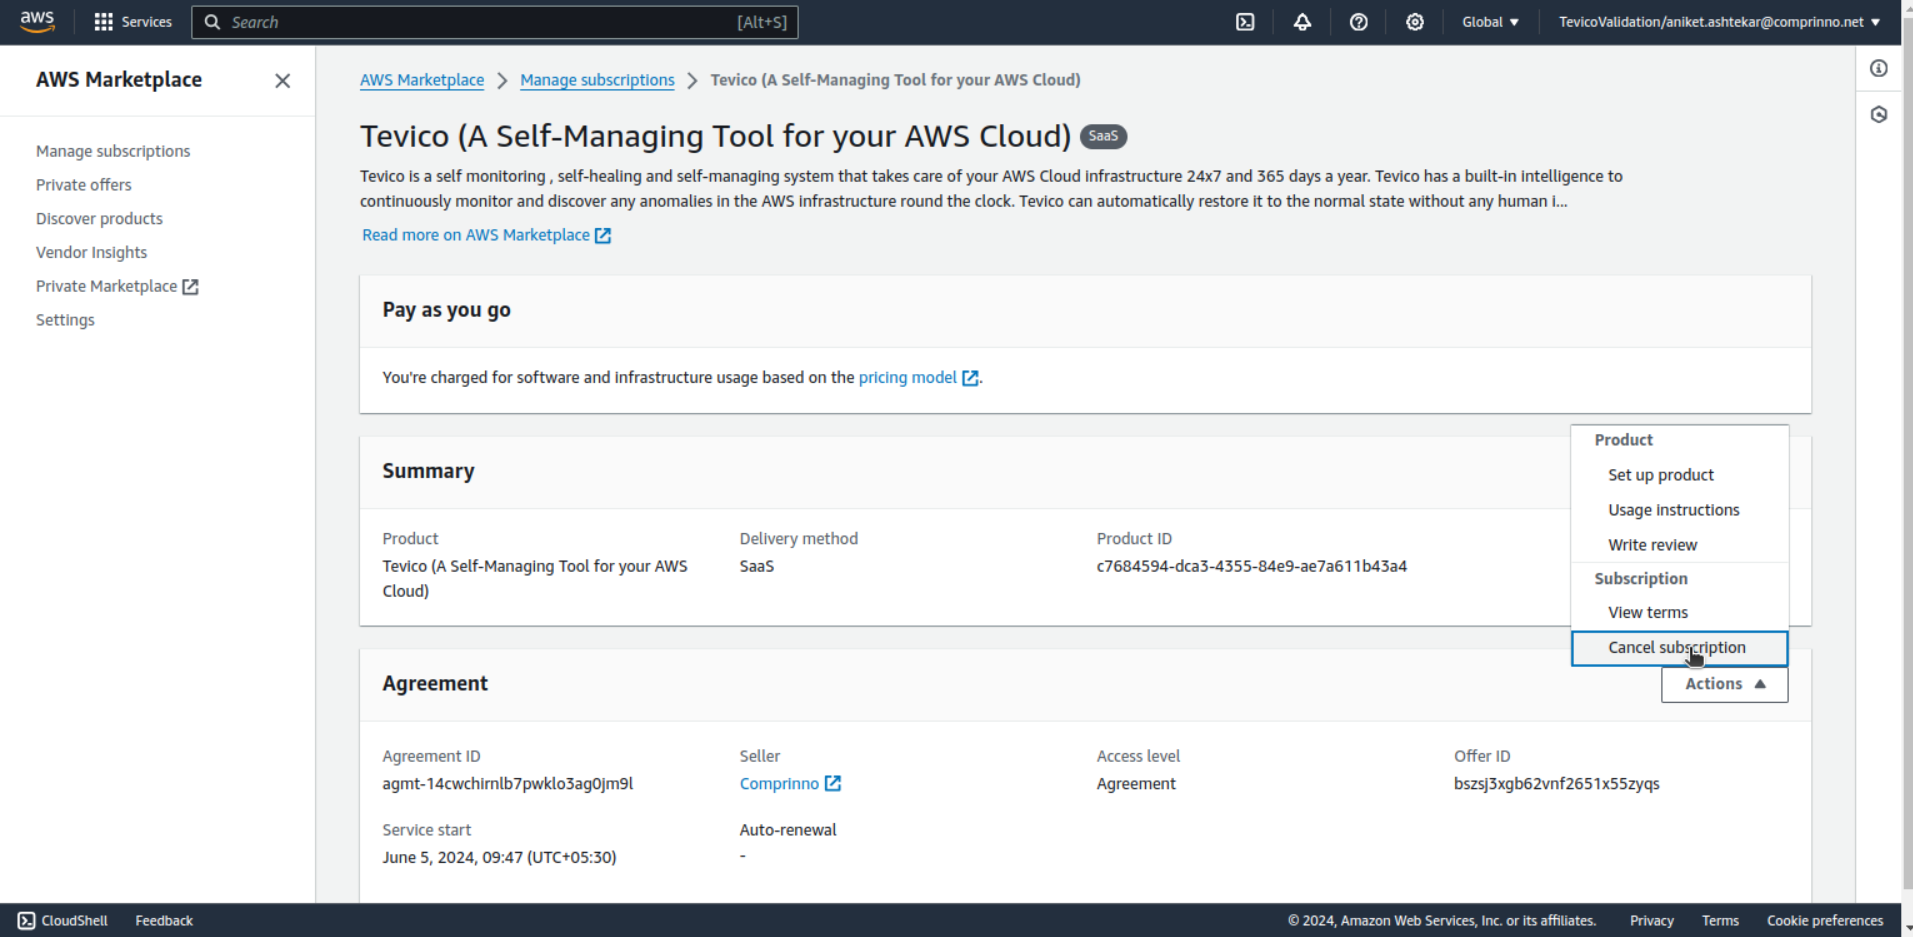 aws Services Search [Alt+S] Global TevicoValidation/aniket.ashtekar@comprinno.net
AWS Marketplace
Manage subscriptions
Private offers
Discover products
Vendor Insights
Private Marketplace
Settings
AWS Marketplace > Manage subscriptions > Tevico (A Self-Managing Tool for your AWS Cloud)
Tevico (A Self-Managing Tool for your AWS Cloud) SaaS
Tevico is a self monitoring , self-healing and self-managing system that takes care of your AWS Cloud infrastructure 24x7 and 365 days a year. Tevico has a built-in intelligence to
continuously monitor and discover any anomalies in the AWS infrastructure round the clock. Tevico can automatically restore it to the normal state without any human i...
Read more on AWS Marketplace
Pay as you go
You're charged for software and infrastructure usage based on the pricing model.
Summary
Product
Tevico (A Self-Managing Tool for your AWS
Cloud)
Delivery method
SaaS
Product ID
c7684594-dca3-4355-84e9-ae7a611b43a4
Product
Set up product
Usage instructions
Write review
Subscription
View terms
Cancel subscription
Actions
Agreement
Agreement ID
agmt-14cwchirnlb7pwklo3ag0jm9l
Seller
Comprinno
Access level
Agreement
Offer ID
bszsj3xgb62vnf2651x55zyqs
Service start
June 5, 2024, 09:47 (UTC+05:30)
Auto-renewal
-
CloudShell Feedback © 2024, Amazon Web Services, Inc. or its affiliates. Privacy Terms Cookie preferences